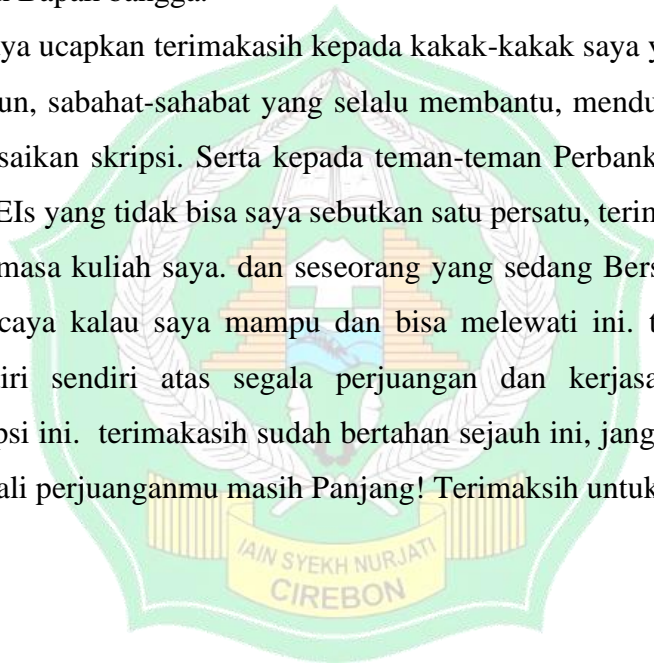 Bapak bangga.
ya ucapkan terimakasih kepada kakak-kakak saya y
un, sabahat-sahabat yang selalu membantu, mendu
saikan skripsi. Serta kepada teman-teman Perbank
EIs yang tidak bisa saya sebutkan satu persatu, terin
masa kuliah saya. dan seseorang yang sedang Bers
caya kalau saya mampu dan bisa melewati ini. t
iri sendiri atas segala perjuangan dan kerjasa
psi ini. terimakasih sudah bertahan sejauh ini, jang
ali perjuanganmu masih Panjang! Terimaksih untuk
IAIN SYEKH NURJATI
CIREBON